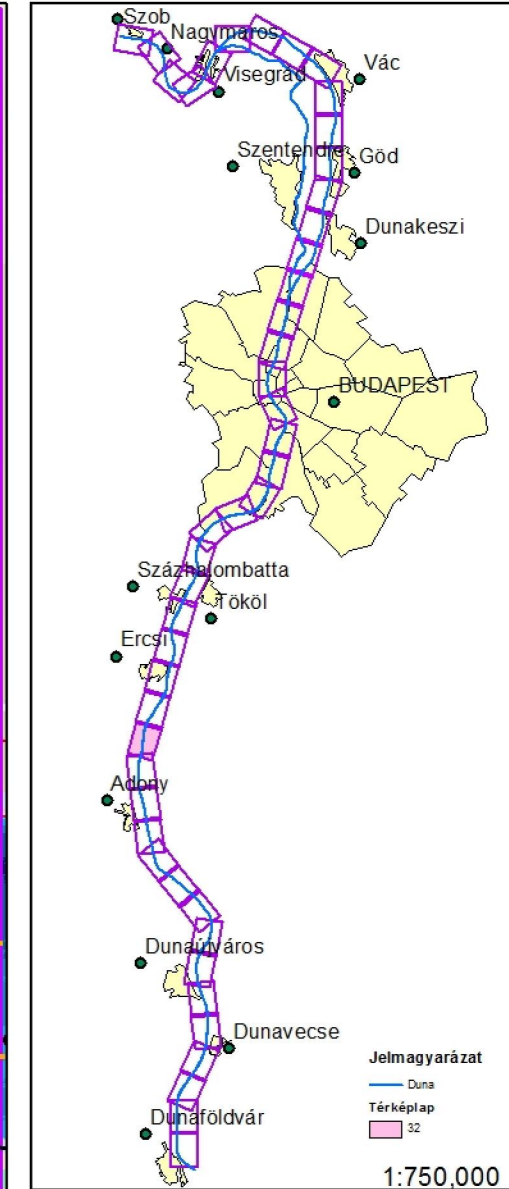 Szob
Nagymaros
Visegrád
Vác
Szentendre
Göd
Dunakeszi
BUDAPEST
Százhalombatta
Tököl
Ercsi
Adony
Dunaújváros
Dunavecse
Dunaföldvár
Jelmagyarázat
Duna
Térképlap
32
1:750,000